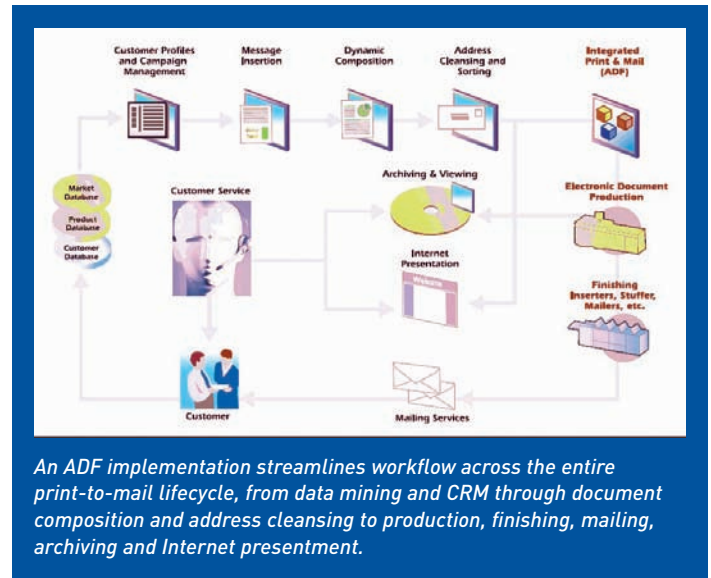 Customer Profiles
and Campaign
Management
Message
Insertion
Dynamic
Composition
Address
Cleansing and
Sorting
Integrated
Print & Mail
(ADF)
Market
Database
Product
Database
Customer
Database
Customer Service
Archiving & Viewing
Electronic Document
Production
Internet
Presentation
Website
Finishing
Inserters, Stuffer,
Mailers, etc.
Customer
Mailing Services
An ADF implementation streamlines workflow across the entire
print-to-mail lifecycle, from data mining and CRM through document
composition and address cleansing to production, finishing, mailing,
archiving and Internet presentment.